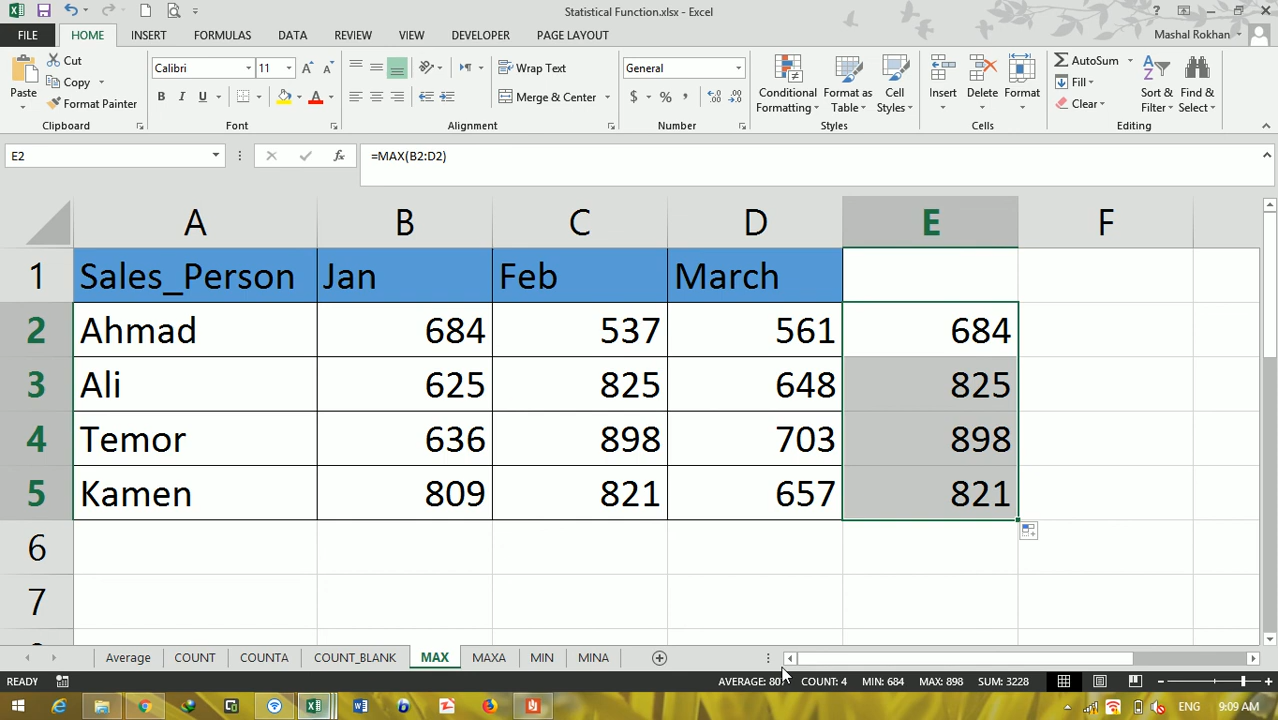 Statistical Function.xlsx - Excel
FILE HOME INSERT FORMULAS DATA REVIEW VIEW DEVELOPER PAGE LAYOUT Mashal Rokhan
Paste
Cut
Copy
Format Painter
Clipboard
Calibri 11
B I U
Font
Wrap Text
Merge & Center
Alignment
General
$ % ,
Number
Conditional Formatting
Format as Table
Cell Styles
Styles
Insert Delete Format
Cells
AutoSum
Fill
Clear
Sort & Filter
Find & Select
Editing
E2 fx =MAX(B2:D2)
A B C D E F
1 Sales_Person Jan Feb March
2 Ahmad 684 537 561 684
3 Ali 625 825 648 825
4 Temor 636 898 703 898
5 Kamen 809 821 657 821
6
7
Average COUNT COUNTA COUNT_BLANK MAX MAXA MIN MINA
READY AVERAGE: 807 COUNT: 4 MIN: 684 MAX: 898 SUM: 3228
ENG 9:09 AM